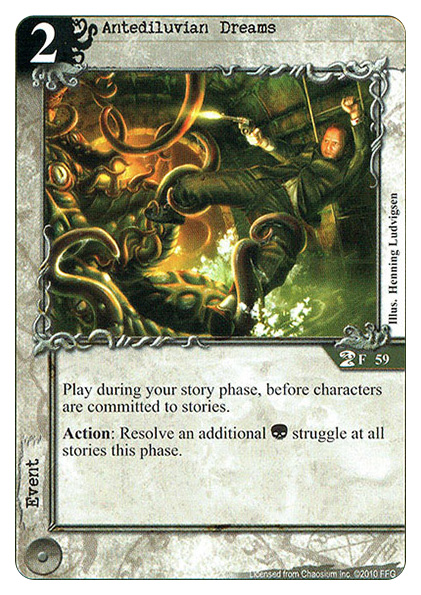 2
Antediluvian Dreams
Illus. Henning Ludvigsen
F 59
Play during your story phase, before characters
are committed to stories.
Action: Resolve an additional struggle at all
stories this phase.
Event
Licensed from Chaosium Inc. ©2010 FFG